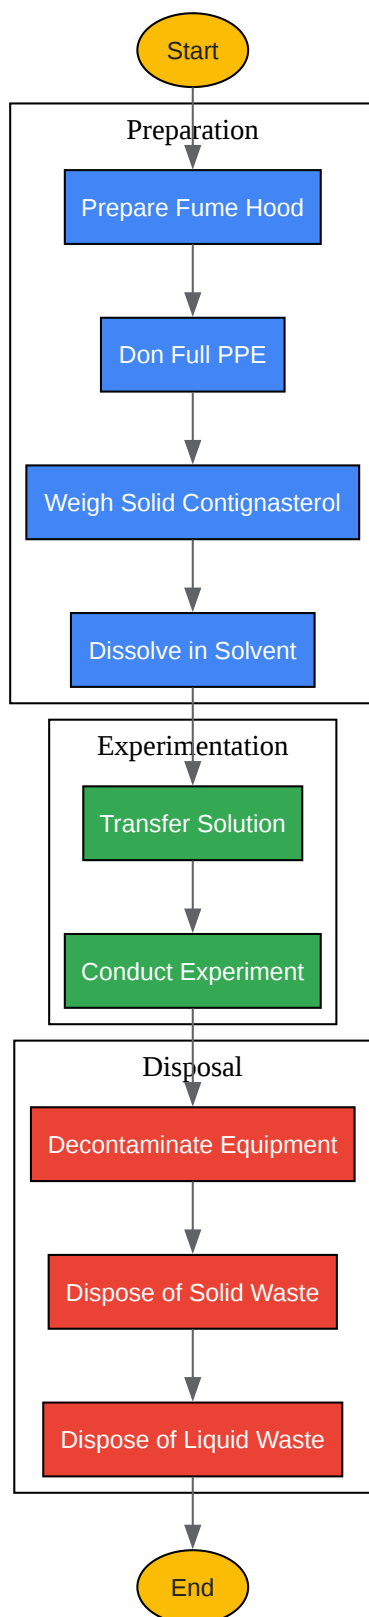 Start
Preparation
Prepare Fume Hood
Don Full PPE
Weigh Solid Contignasterol
Dissolve in Solvent
Experimentation
Transfer Solution
Conduct Experiment
Disposal
Decontaminate Equipment
Dispose of Solid Waste
Dispose of Liquid Waste
End